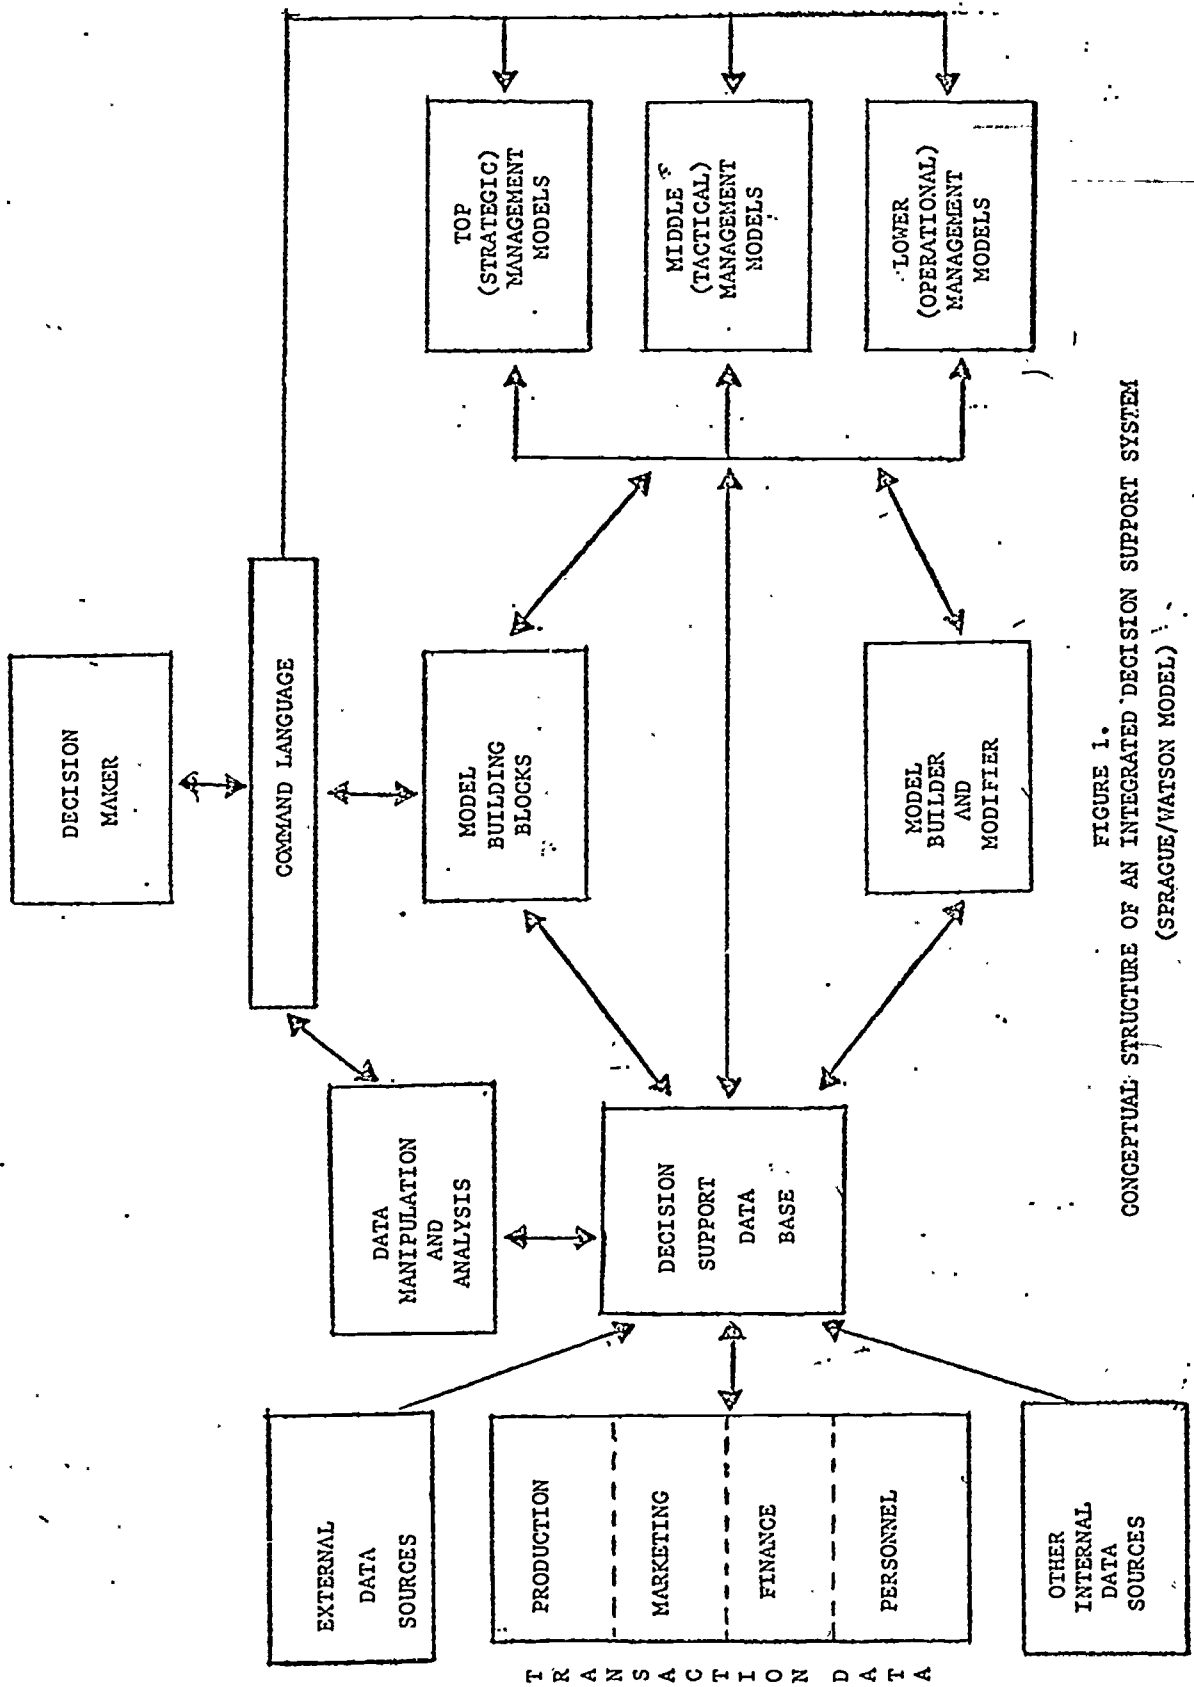 DECISION
MAKER
COMMAND LANGUAGE
DATA
MANIPULATION
AND
ANALYSIS
MODEL
BUILDING
BLOCKS
TOP
(STRATEGIC)
MANAGEMENT
MODELS
EXTERNAL
DATA
SOURCES
TRANSACTION DATA
PRODUCTION
MARKETING
FINANCE
PERSONNEL
DECISION
SUPPORT
DATA
BASE
MIDDLE
(TACTICAL)
MANAGEMENT
MODELS
OTHER
INTERNAL
DATA
SOURCES
MODEL
BUILDER
AND
MODIFIER
LOWER
(OPERATIONAL)
MANAGEMENT
MODELS
FIGURE 1.
CONCEPTUAL STRUCTURE OF AN INTEGRATED DECISION SUPPORT SYSTEM
(SPRAGUE/WATSON MODEL)